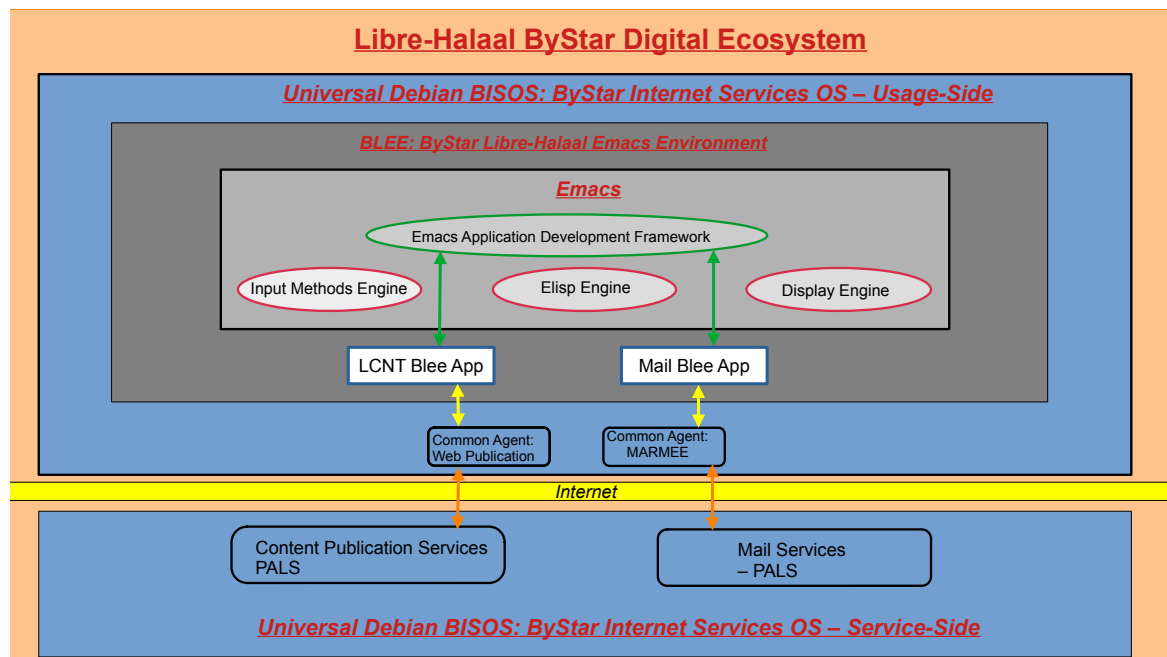 Libre-Halaal ByStar Digital Ecosystem
Universal Debian BISOS: ByStar Internet Services OS – Usage-Side
BLEE: ByStar Libre-Halaal Emacs Environment
Emacs
Emacs Application Development Framework
Input Methods Engine
Elisp Engine
Display Engine
LCNT Blee App
Mail Blee App
Common Agent:
Web Publication
Common Agent:
MARMEE
Internet
Content Publication Services
PALS
Mail Services
– PALS
Universal Debian BISOS: ByStar Internet Services OS – Service-Side